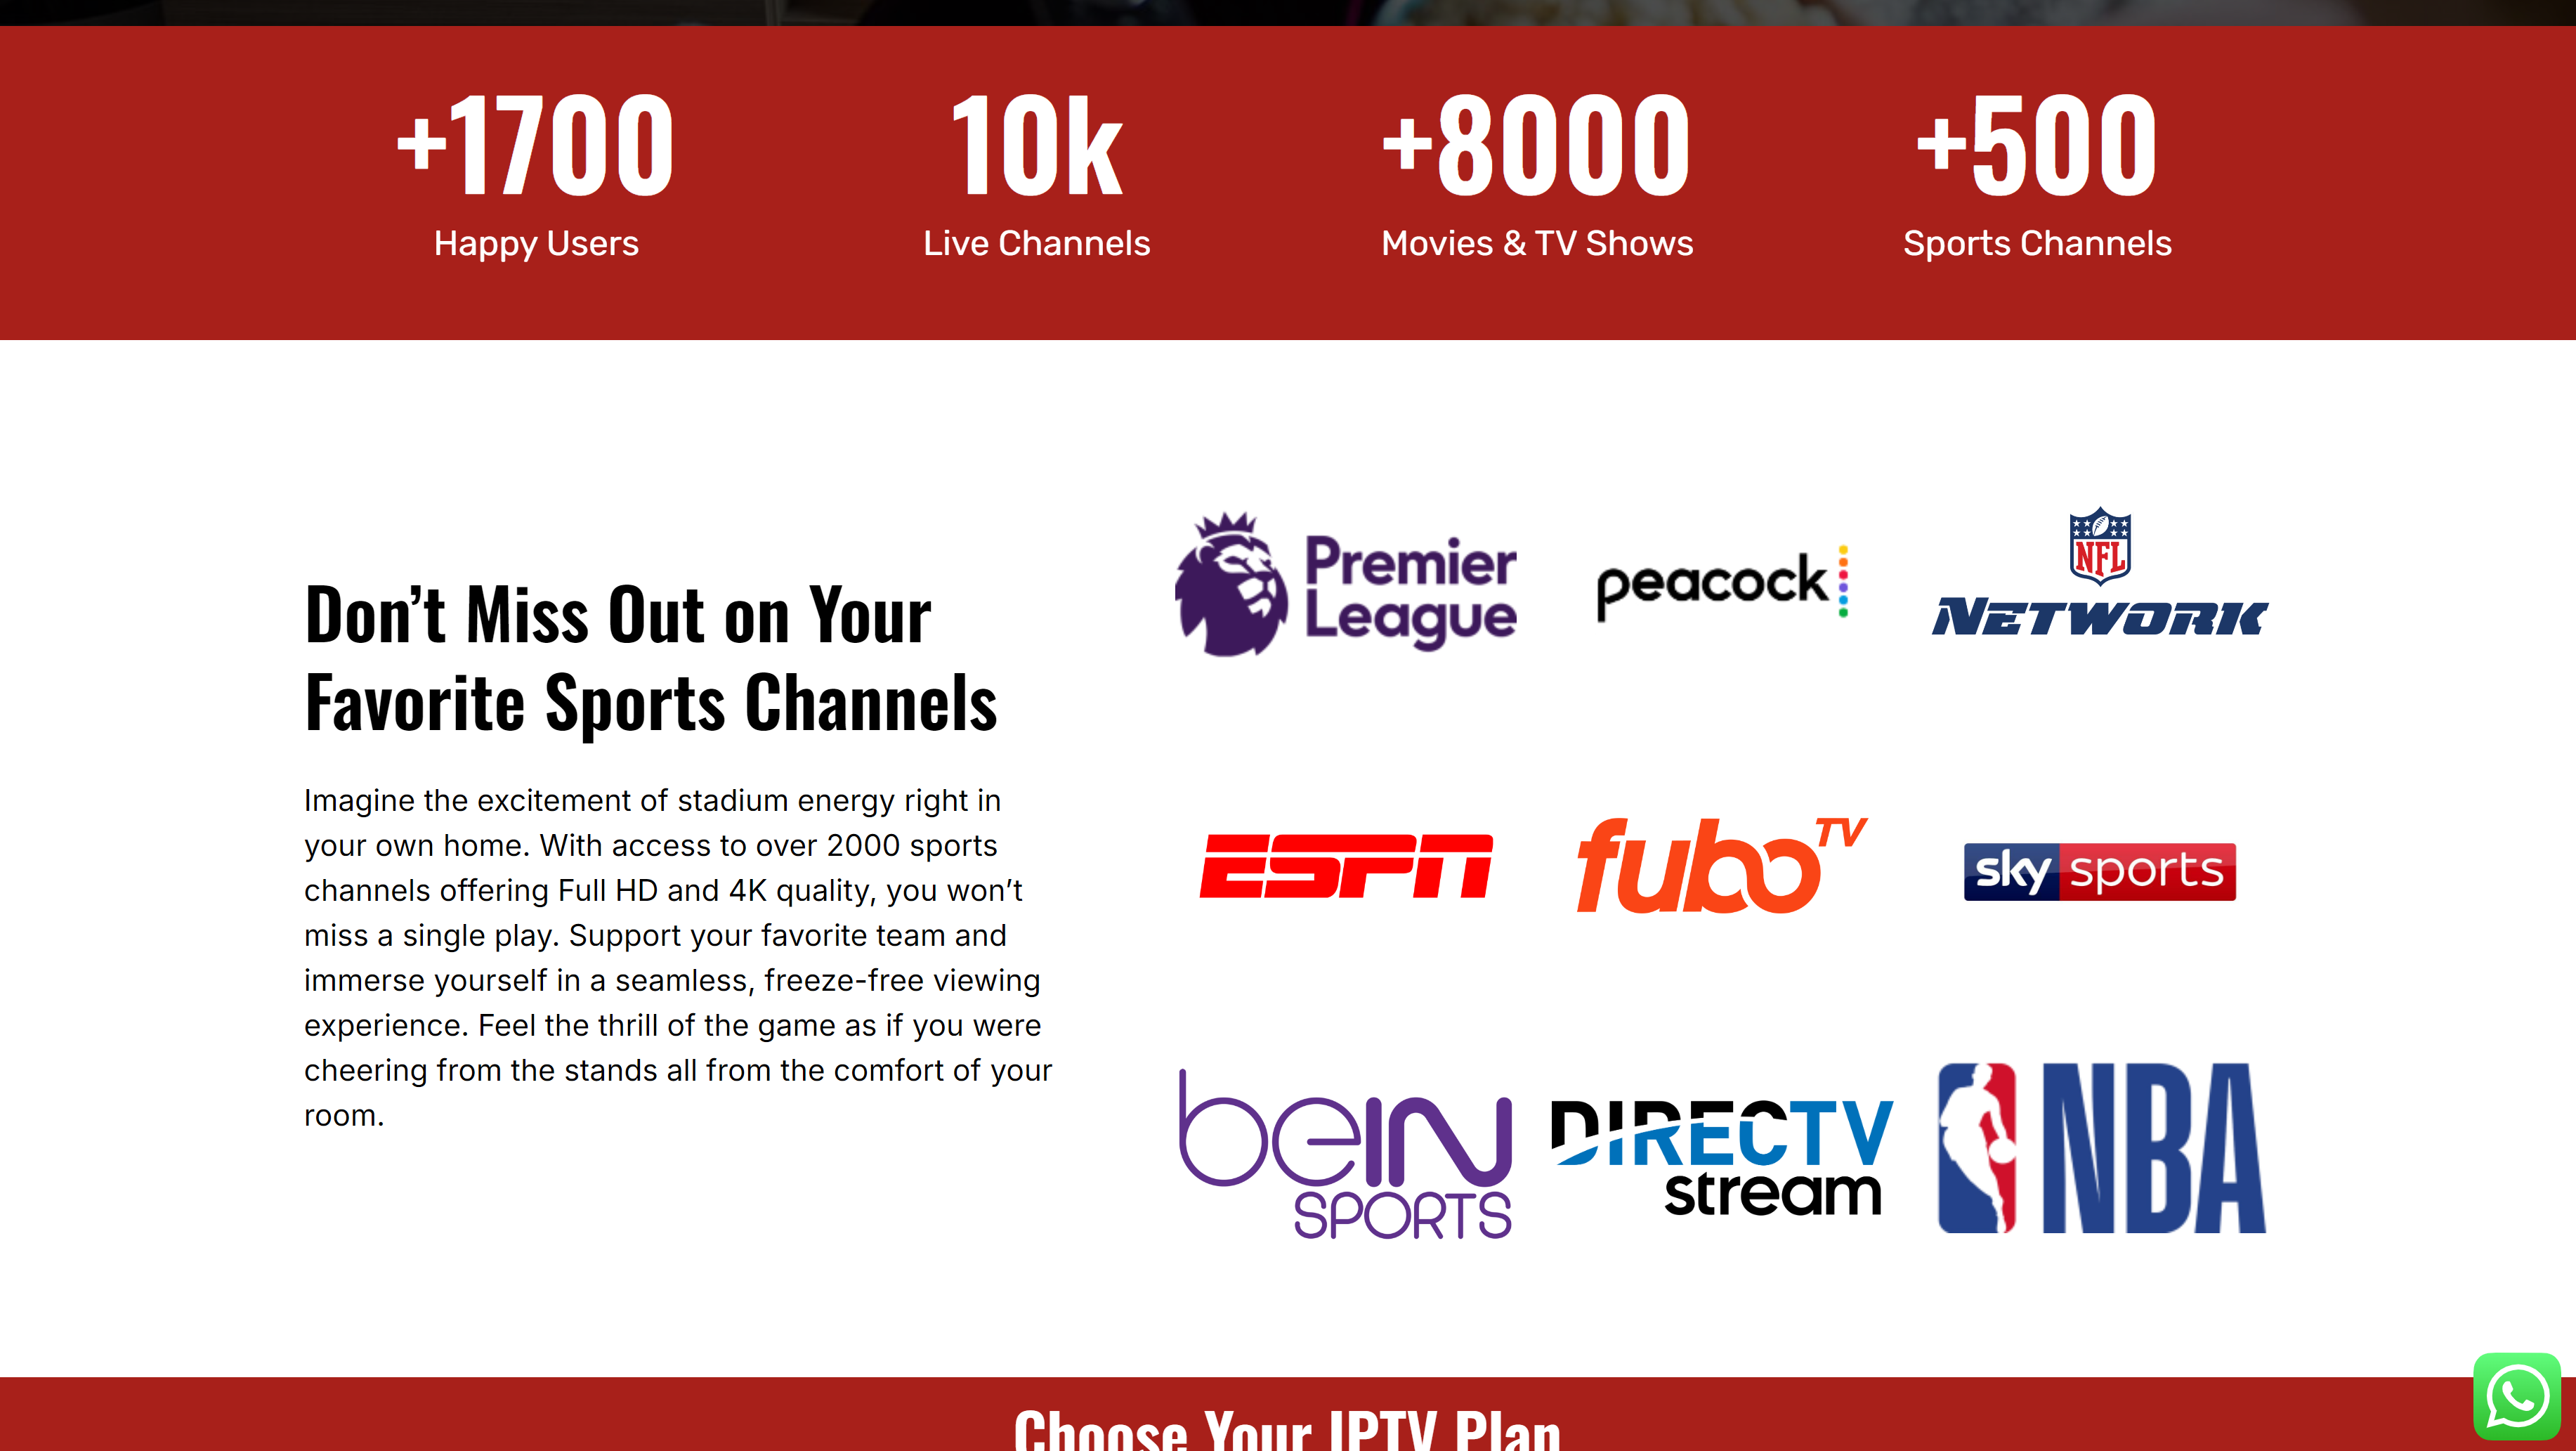 +1700
Happy Users
10k
Live Channels
+8000
Movies & TV Shows
+500
Sports Channels
Don’t Miss Out on Your
Favorite Sports Channels
Imagine the excitement of stadium energy right in
your own home. With access to over 2000 sports
channels offering Full HD and 4K quality, you won’t
miss a single play. Support your favorite team and
immerse yourself in a seamless, freeze-free viewing
experience. Feel the thrill of the game as if you were
cheering from the stands all from the comfort of your
room.
Premier
League
peacock
NFL
NETWORK
ESPN
fubo TV
sky sports
beIN
SPORTS
DIRECTV
stream
NBA
Choose Your IPTV Plan